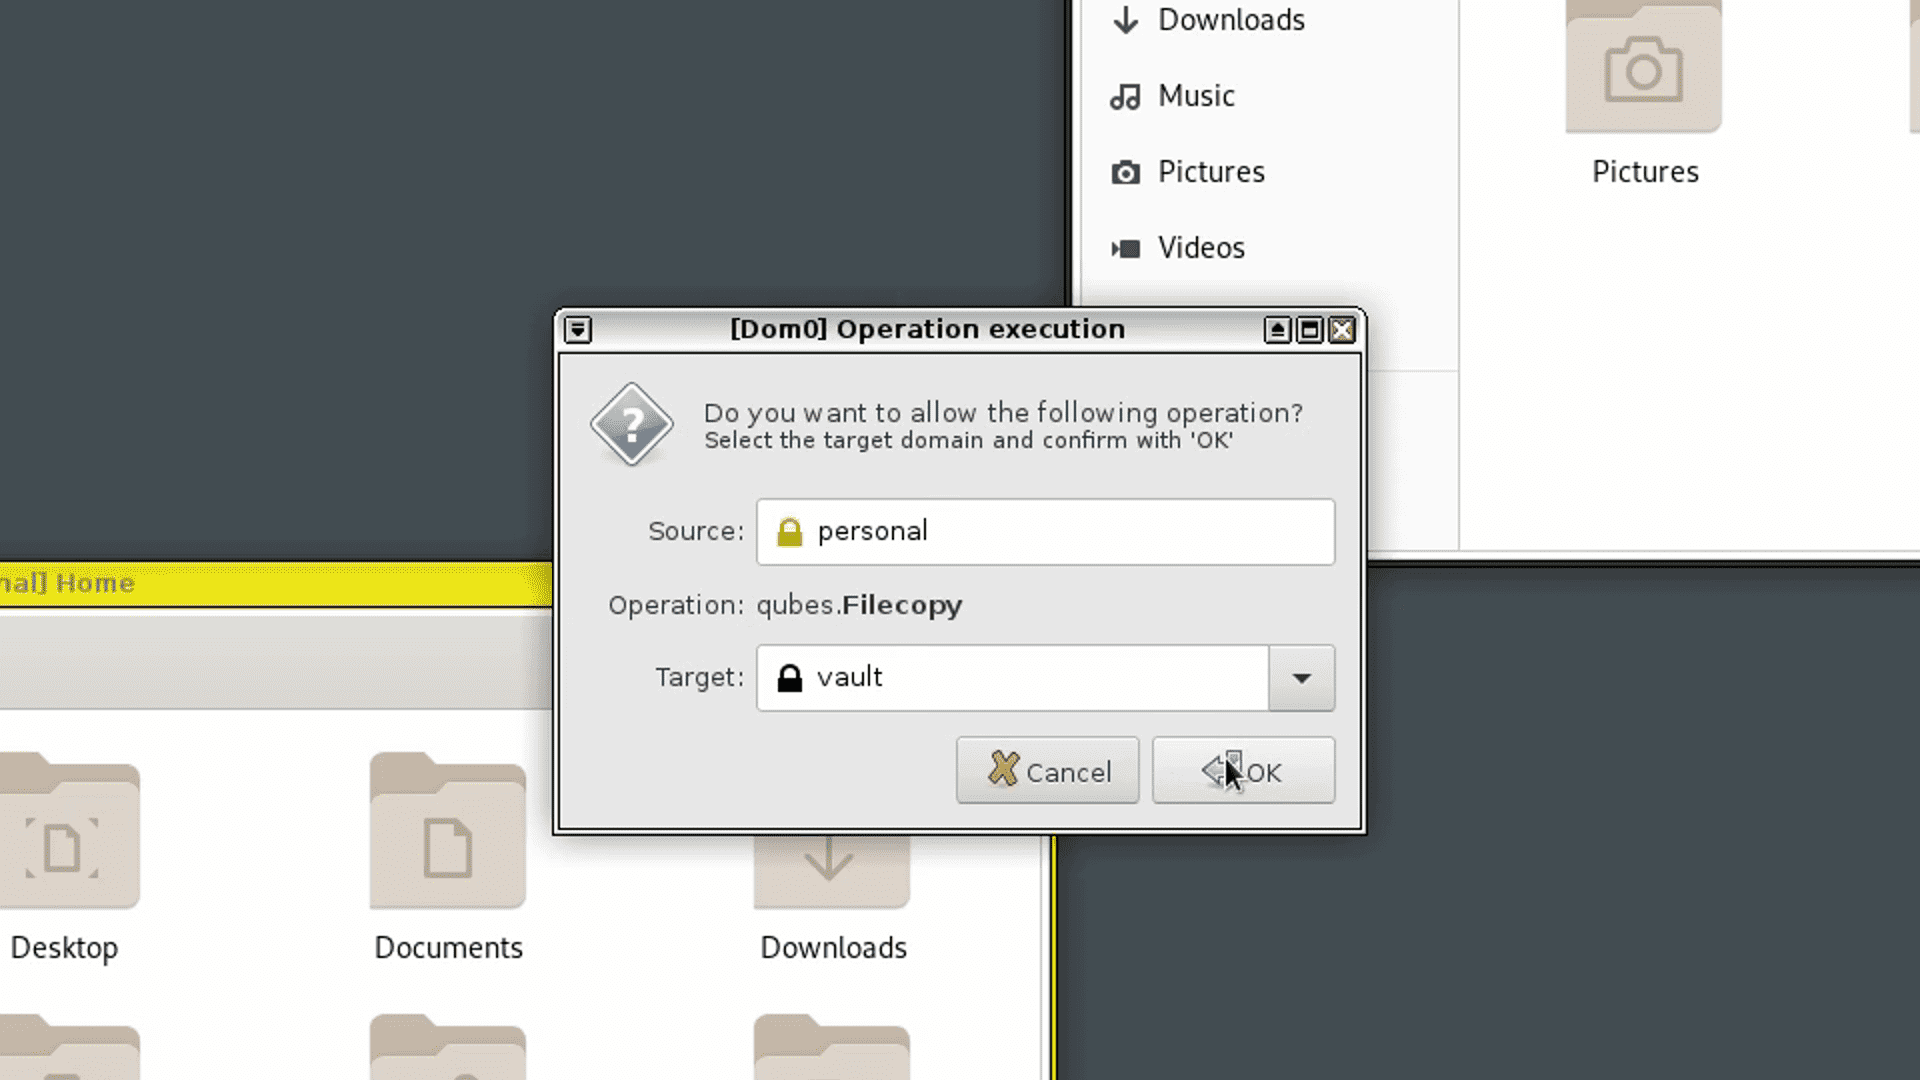 Downloads
Music
Pictures
Videos
Pictures
[Dom0] Operation execution
Do you want to allow the following operation?
Select the target domain and confirm with 'OK'
Source: personal
Operation: qubes.Filecopy
Target: vault
Cancel
OK
nal] Home
Desktop
Documents
Downloads